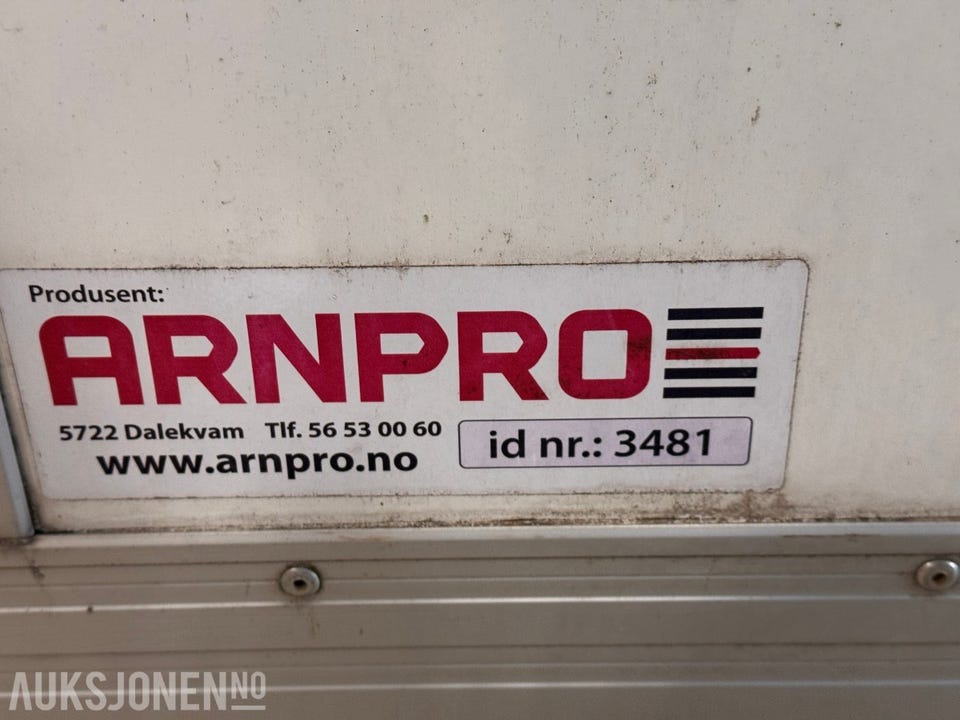 Produsent:
ARNPRO
5722 Dalekvam Tlf. 56 53 00 60
www.arnpro.no
id nr.: 3481
AUKSJONEN NO